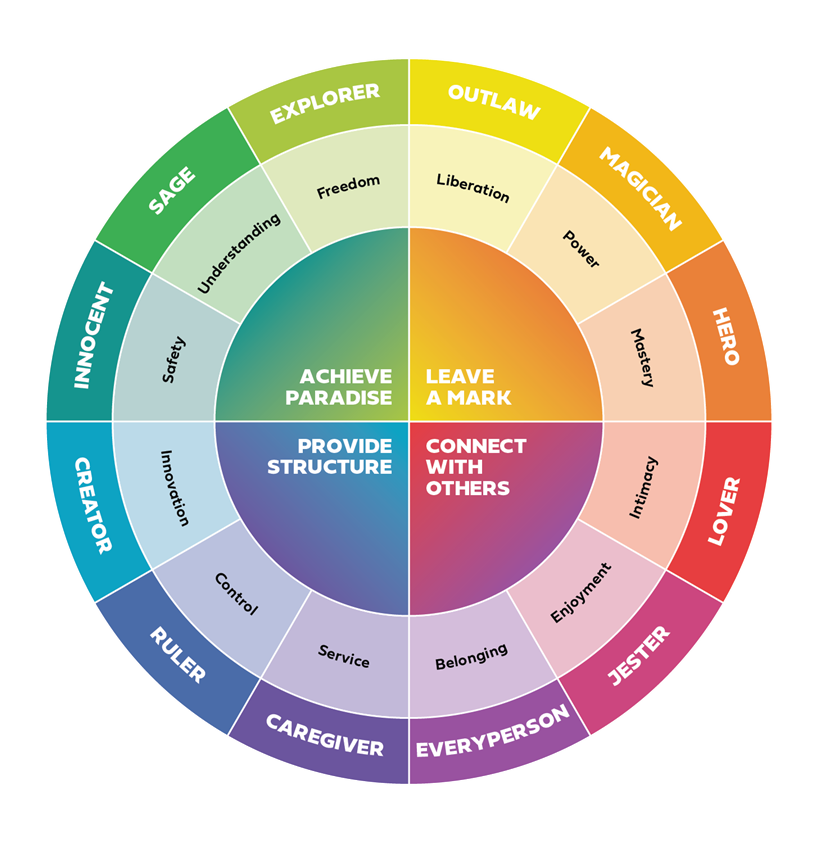 EXPLORER
OUTLAW
SAGE
MAGICIAN
Freedom
Liberation
Understanding
Power
INNOCENT
HERO
Safety
Mastery
ACHIEVE
PARADISE
LEAVE
A MARK
PROVIDE
STRUCTURE
CONNECT
WITH
OTHERS
CREATOR
Innovation
Intimacy
LOVER
Control
Enjoyment
RULER
Service
Belonging
JESTER
CAREGIVER
EVERYPERSON